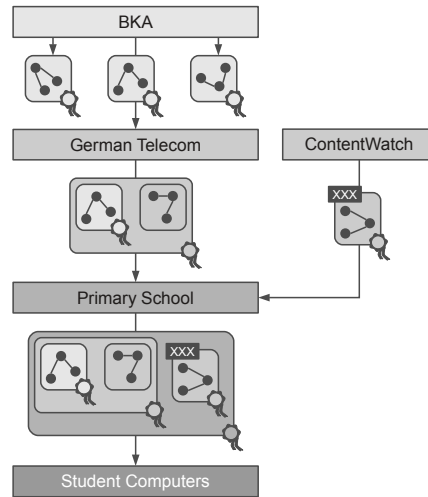 BKA
German Telecom
ContentWatch
XXX
Primary School
XXX
Student Computers